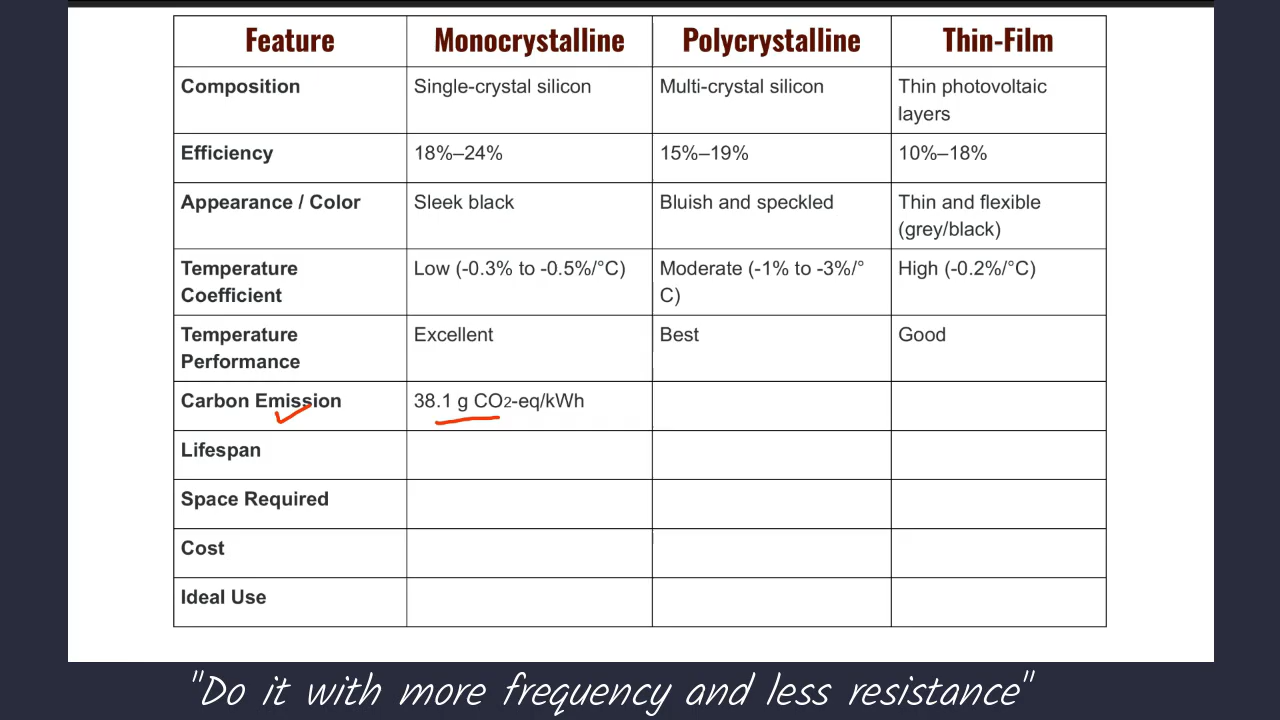 Feature Monocrystalline Polycrystalline Thin-Film
Composition Single-crystal silicon Multi-crystal silicon Thin photovoltaic
layers
Efficiency 18%–24% 15%–19% 10%–18%
Appearance / Color Sleek black Bluish and speckled Thin and flexible
(grey/black)
Temperature Low (-0.3% to -0.5%/°C) Moderate (-1% to -3%/° High (-0.2%/°C)
Coefficient C)
Temperature Excellent Best Good
Performance
Carbon Emission 38.1 g CO2-eq/kWh
Lifespan
Space Required
Cost
Ideal Use
"Do it with more frequency and less resistance"